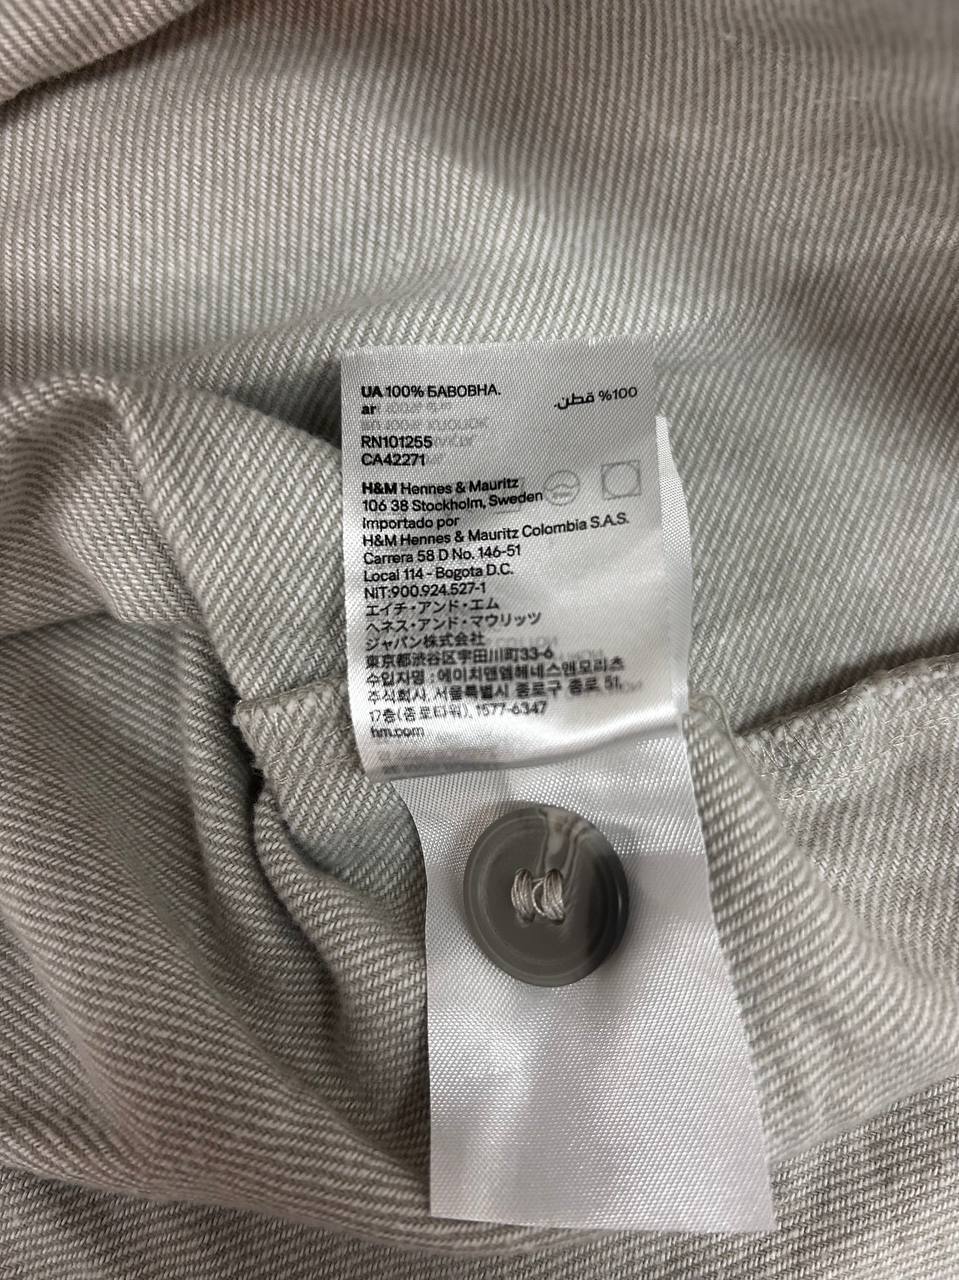 UA 100% БАВОВНА.
ar
100% قطن.
RN101255
CA42271
H&M Hennes & Mauritz
106 38 Stockholm, Sweden
Importado por
H&M Hennes & Mauritz Colombia S.A.S.
Carrera 58 D No. 146-51
Local 114 - Bogota D.C.
NIT:900.924.527-1
エイチ・アンド・エム
ヘネス・アンド・マウリッツ
ジャパン株式会社
東京都渋谷区宇田川町33-6
수입자명 : 에이치앤엠헤네스앤모리츠
주식회사, 서울특별시 종로구 종로 51,
17층(종로타워), 1577-6347
hm.com